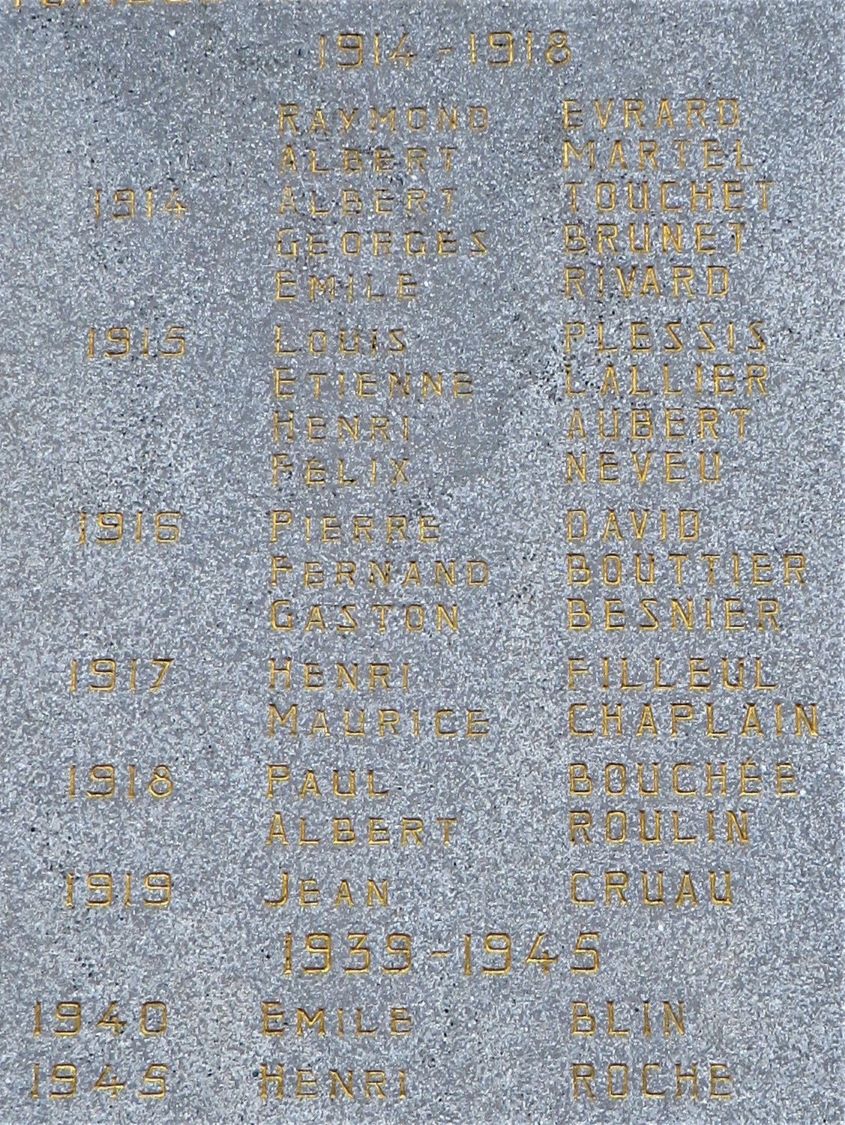 1914-1918
RAYMOND EVRARD
ALBERT MARTEL
1914 ALBERT TOUCHET
GEORGES BRUNET
EMILE RIVARD
1915 LOUIS PLESSIS
ETIENNE LALLIER
HENRI AUBERT
FELIX NEVEU
1916 PIERRE DAVID
FERNAND BOUTTIER
GASTON BESNIER
1917 HENRI FILLEUL
MAURICE CHAPLAIN
1918 PAUL BOUCHÉE
ALBERT ROULIN
1919 JEAN CRUAU
1939-1945
1940 EMILE BLIN
1945 HENRI ROCHE